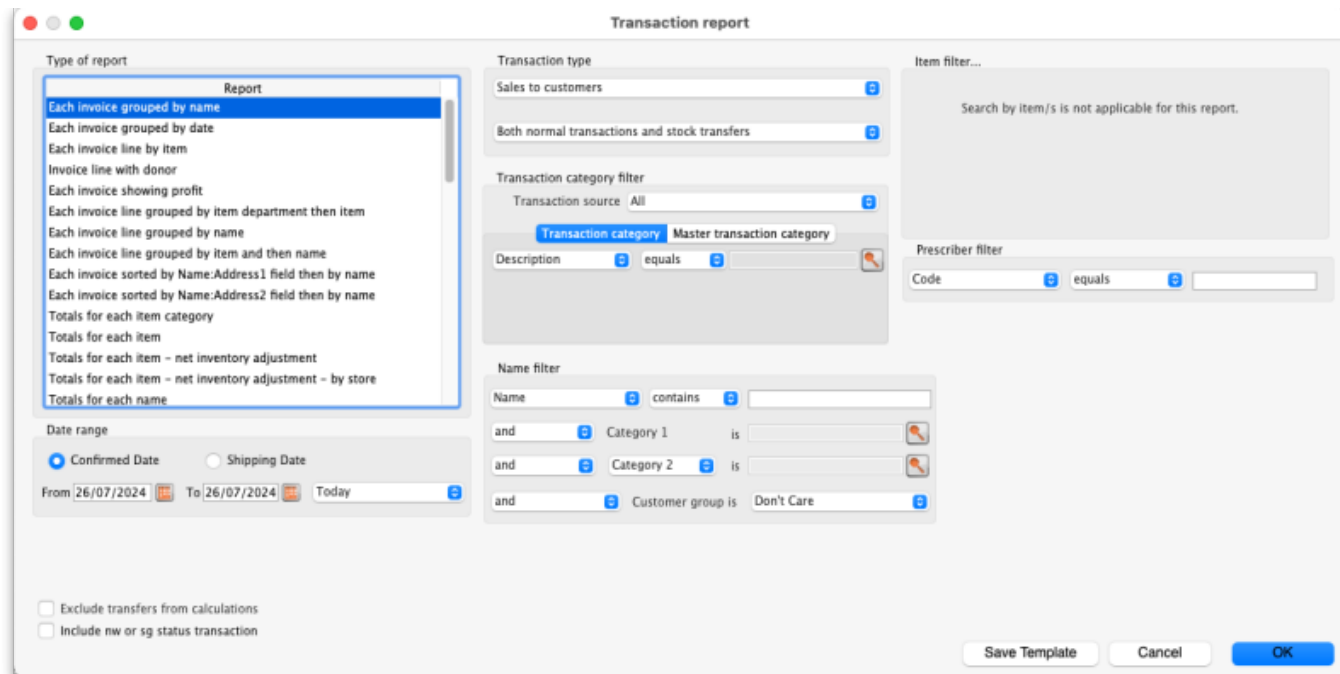 Transaction report
Type of report
Report
Each invoice grouped by name
Each invoice grouped by date
Each invoice line by item
Invoice line with donor
Each invoice showing profit
Each invoice line grouped by item department then item
Each invoice line grouped by name
Each invoice line grouped by item and then name
Each invoice sorted by Name:Address1 field then by name
Each invoice sorted by Name:Address2 field then by name
Totals for each item category
Totals for each item
Totals for each item - net inventory adjustment
Totals for each item - net inventory adjustment - by store
Totals for each name
Date range
Confirmed Date Shipping Date
From 26/07/2024 To 26/07/2024 Today
Exclude transfers from calculations
Include nw or sg status transaction
Transaction type
Sales to customers
Both normal transactions and stock transfers
Transaction category filter
Transaction source All
Transaction category Master transaction category
Description equals
Name filter
Name contains
and Category 1 is
and Category 2 is
and Customer group is Don't Care
Item filter...
Search by item/s is not applicable for this report.
Prescriber filter
Code equals
Save Template Cancel OK